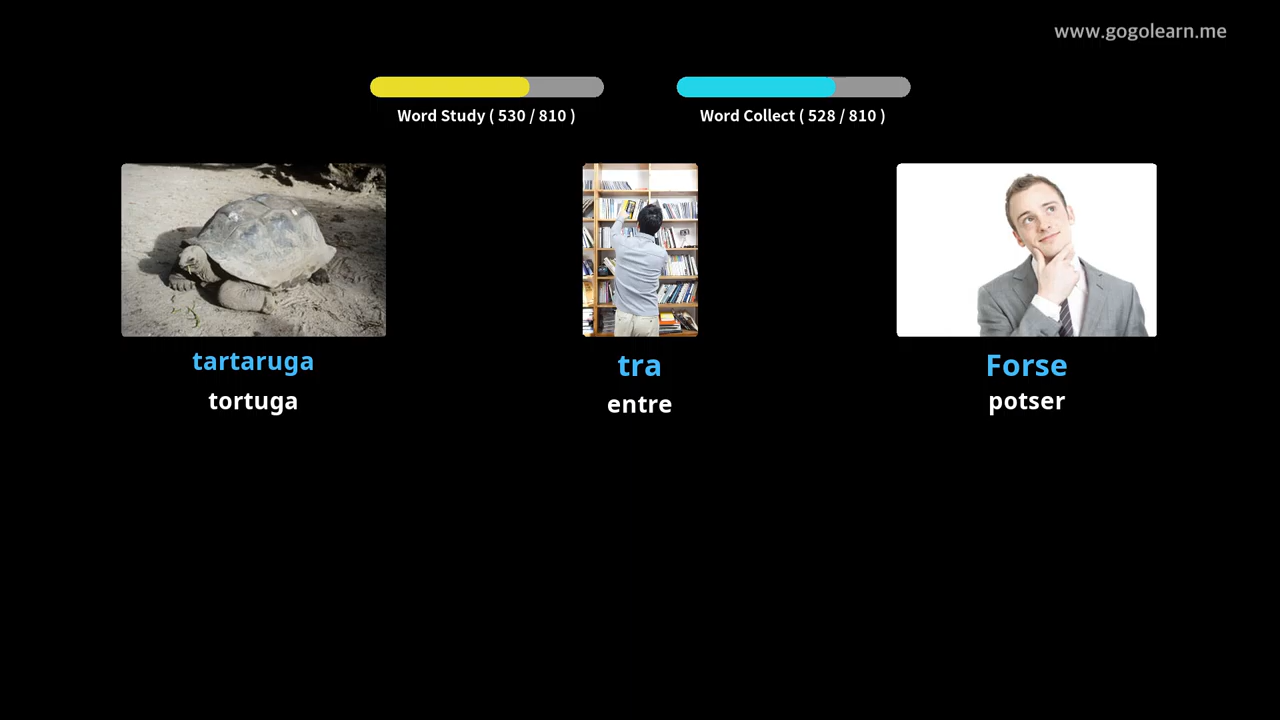 www.gogolearn.me
Word Study ( 530 / 810 )
Word Collect ( 528 / 810 )
tartaruga
tortuga
tra
entre
Forse
potser